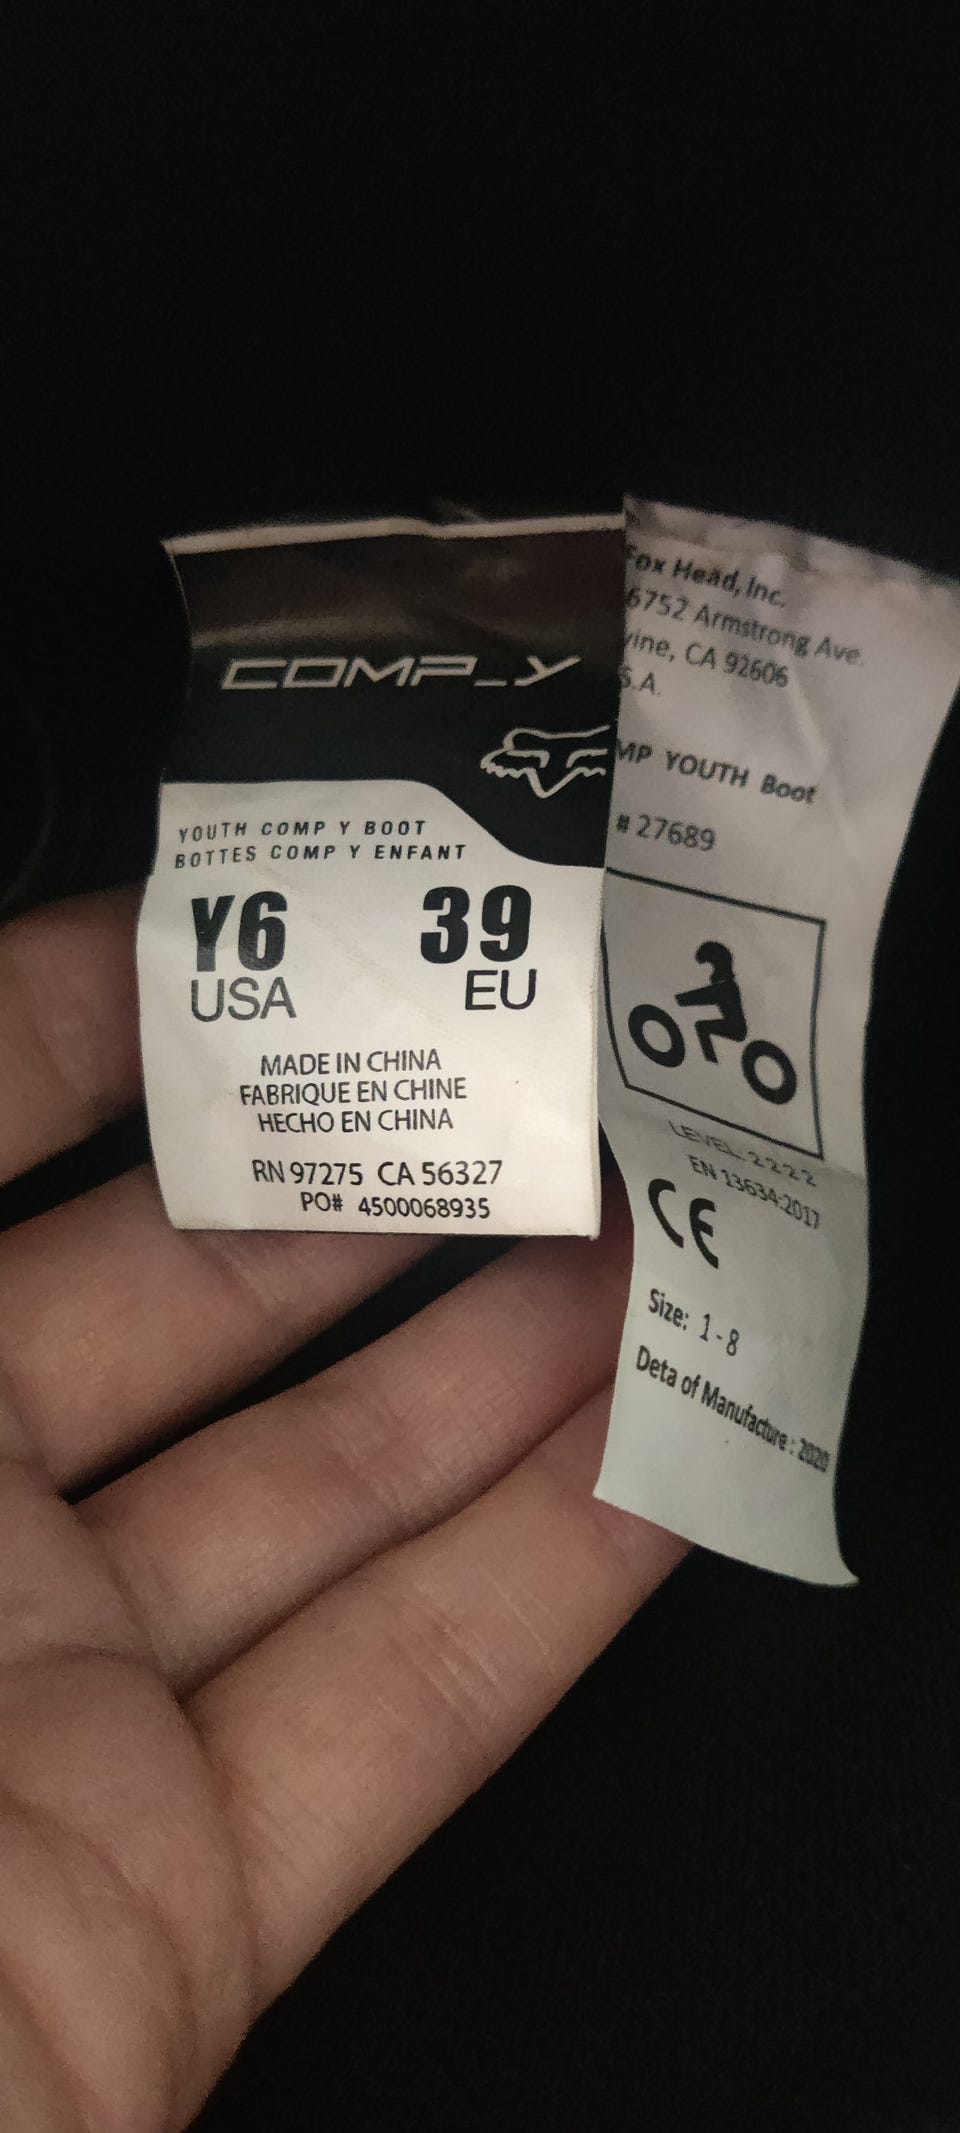 COMP_Y
YOUTH COMP Y BOOT
BOTTES COMP Y ENFANT
Y6 39
USA EU
MADE IN CHINA
FABRIQUE EN CHINE
HECHO EN CHINA
RN 97275 CA 56327
PO# 4500068935
Fox Head, Inc.
6752 Armstrong Ave.
vine, CA 92606
S.A.
MP YOUTH Boot
# 27689
LEVEL 2222
EN 13634:2017
CE
Size: 1-8
Deta of Manufacture : 2020